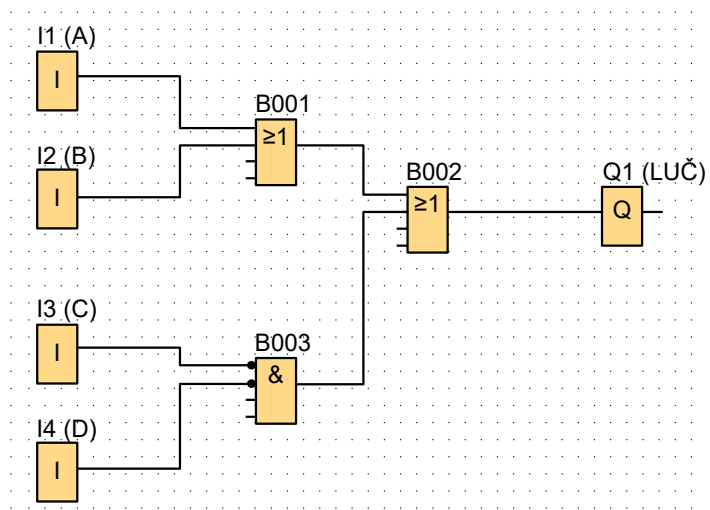 I1 (A)
I
B001
≥1
I2 (B)
I
B002
≥1
Q1 (LUČ)
Q
I3 (C)
I
B003
&
I4 (D)
I